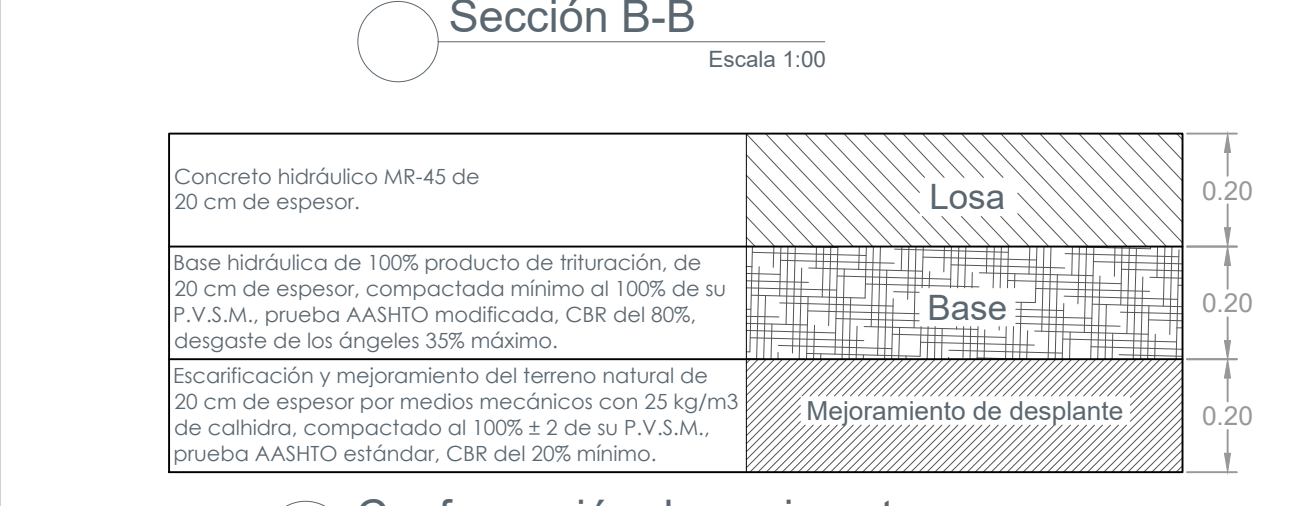 Sección B-B
Escala 1:00
Concreto hidráulico MR-45 de
20 cm de espesor.
Losa
0.20
Base hidráulica de 100% producto de trituración, de
20 cm de espesor, compactada mínimo al 100% de su
P.V.S.M., prueba AASHTO modificada, CBR del 80%,
desgaste de los ángeles 35% máximo.
Base
0.20
Escarificación y mejoramiento del terreno natural de
20 cm de espesor por medios mecánicos con 25 kg/m3
de calhidra, compactado al 100% ± 2 de su P.V.S.M.,
prueba AASHTO estándar, CBR del 20% mínimo.
Mejoramiento de desplante
0.20